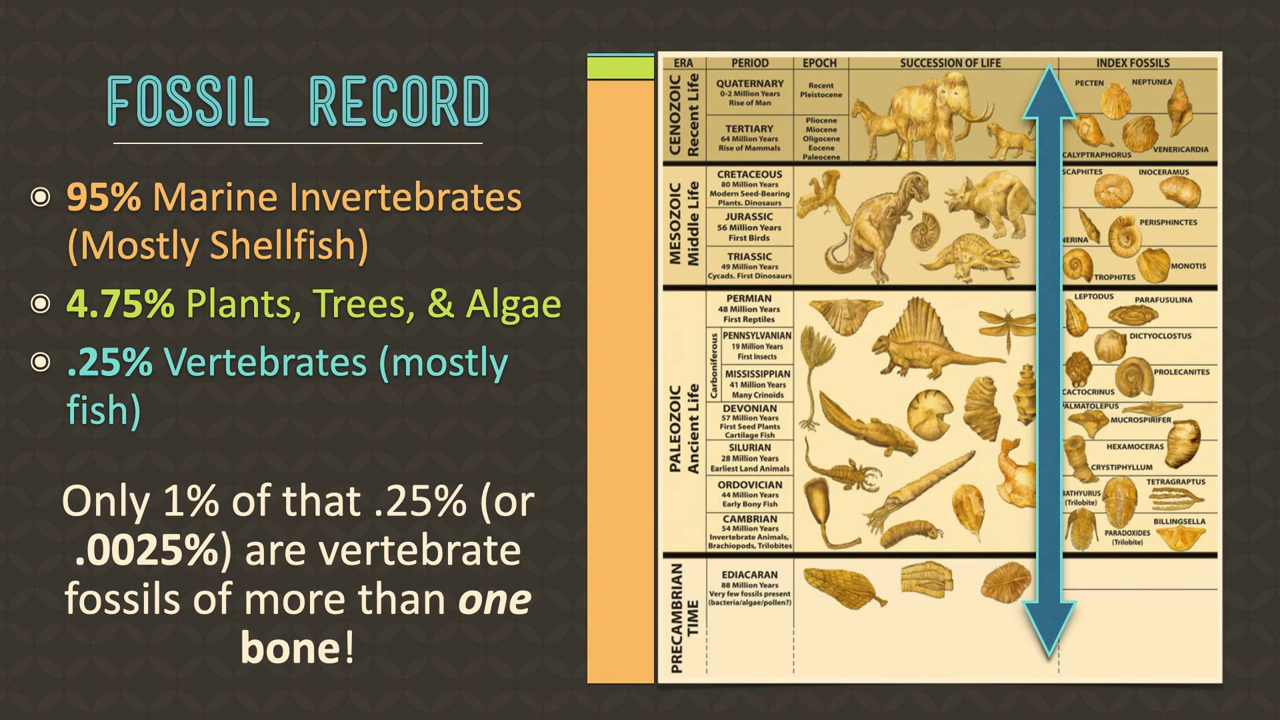 FOSSIL RECORD
95% Marine Invertebrates
(Mostly Shellfish)
4.75% Plants, Trees, & Algae
.25% Vertebrates (mostly
fish)
Only 1% of that .25% (or
.0025%) are vertebrate
fossils of more than one
bone!
ERA PERIOD EPOCH SUCCESSION OF LIFE INDEX FOSSILS
CENOZOIC
Recent Life
QUATERNARY
0-2 Million Years
Rise of Man
Recent
Pleistocene
TERTIARY
64 Million Years
Rise of Mammals
Pliocene
Miocene
Oligocene
Eocene
Paleocene
PECTEN
NEPTUNEA
CALYPTRAPHORUS
VENERICARDIA
MESOZOIC
Middle Life
CRETACEOUS
80 Million Years
Modern Seed-Bearing
Plants. Dinosaurs
JURASSIC
56 Million Years
First Birds
TRIASSIC
49 Million Years
Cycads. First Dinosaurs
SCAPHITES
INOCERAMUS
NERINA
PERISPHINCTES
TROPHITES
MONOTIS
PALEOZOIC
Ancient Life
PERMIAN
48 Million Years
First Reptiles
Carboniferous
PENNSYLVANIAN
19 Million Years
First Insects
MISSISSIPPIAN
41 Million Years
Many Crinoids
DEVONIAN
57 Million Years
First Seed Plants
Cartilage Fish
SILURIAN
28 Million Years
Earliest Land Animals
ORDOVICIAN
44 Million Years
Early Bony Fish
CAMBRIAN
54 Million Years
Invertebrate Animals,
Brachiopods, Trilobites
LEPTODUS
PARAFUSULINA
DICTYOCLOSTUS
PROLECANITES
CACTOCRINUS
PALMATOLEPUS
MUCROSPIRIFER
HEXAMOCERAS
CRYSTIPHYLLUM
TETRAGRAPTUS
BATHYURUS
(Trilobite)
PARADOXIDES
(Trilobite)
BILLINGSELLA
PRECAMBRIAN
TIME
EDIACARAN
88 Million Years
Very few fossils present
(bacteria/algae/pollen?)